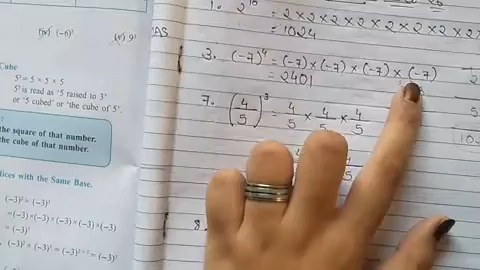 (iv) (-6)³ (v) 9³
Cube
5³ = 5 × 5 × 5
5³ is read as '5 raised to 3'
or '5 cubed' or 'the cube of 5'.
the square of that number.
the cube of that number.
ices with the Same Base.
(-3)² × (-3)³
= (-3)×(-3)×(-3)×(-3)×(-3)
= (-3)⁵
(-3)² × (-3)³ = (-3)²⁺³ = (-3)⁵
1. 2¹⁰ = 2×2×2×2×2×2×2×2×
= 1024
3. (-7)⁴ = (-7)×(-7)×(-7)×(-7)
= 2401
7. (4/5)³ = 4/5 × 4/5 × 4/5
8.